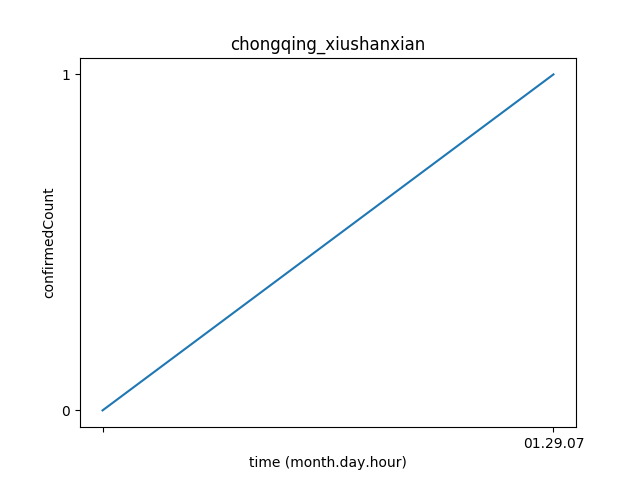 chongqing_xiushanxian
1
confirmedCount
0
01.29.07
time (month.day.hour)